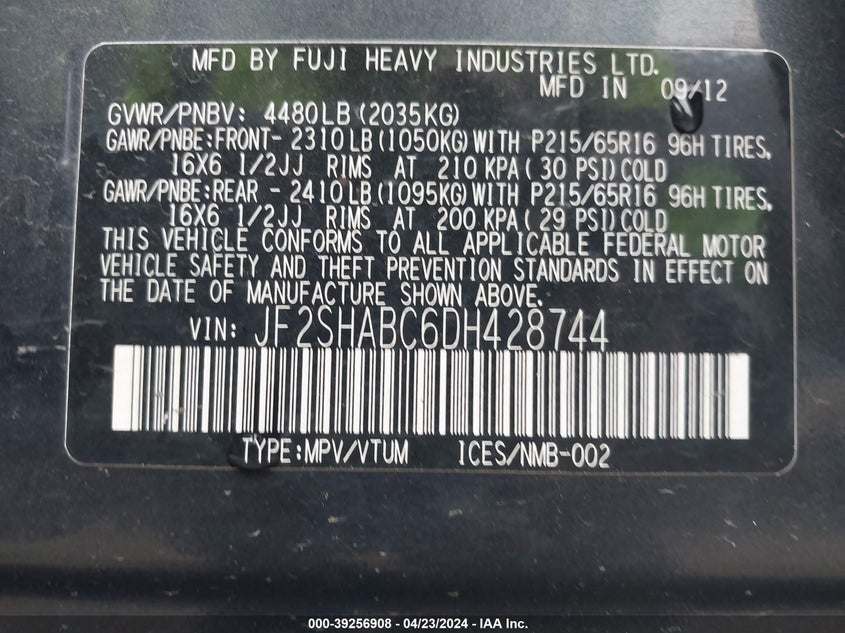 MFD BY FUJI HEAVY INDUSTRIES LTD.
MFD IN 09/12
GVWR/PNBV: 4480LB(2035KG)
GAWR/PNBE:FRONT- 2310LB(1050KG)WITH P215/65R16 96H TIRES,
16X6 1/2JJ RIMS AT 210 KPA(30 PSI)COLD
GAWR/PNBE:REAR - 2410LB(1095KG)WITH P215/65R16 96H TIRES,
16X6 1/2JJ RIMS AT 200 KPA(29 PSI)COLD
THIS VEHICLE CONFORMS TO ALL APPLICABLE FEDERAL MOTOR
VEHICLE SAFETY AND THEFT PREVENTION STANDARDS IN EFFECT ON
THE DATE OF MANUFACTURE SHOWN ABOVE.
VIN: JF2SHABC6DH428744
TYPE:MPV/VTUM ICES/NMB-002
000-39256908 - 04/23/2024 - IAA Inc.